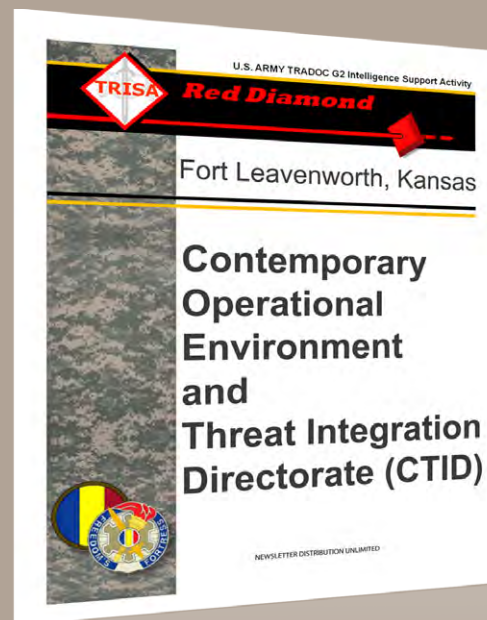 U.S. ARMY TRADOC G2 Intelligence Support Activity
TRISA
Red Diamond
Fort Leavenworth, Kansas
Contemporary
Operational
Environment
and
Threat Integration
Directorate (CTID)
FREEDOM'S FORTRESS
NEWSLETTER DISTRIBUTION UNLIMITED